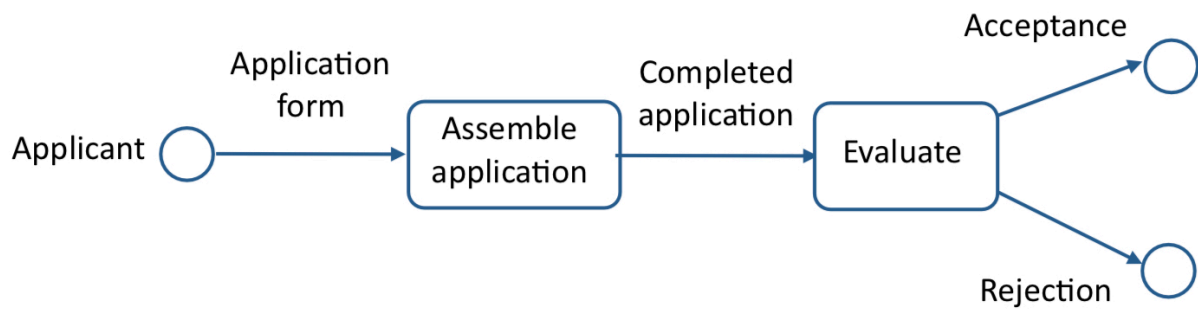 Applicant
Application
form
Assemble
application
Completed
application
Evaluate
Acceptance
Rejection